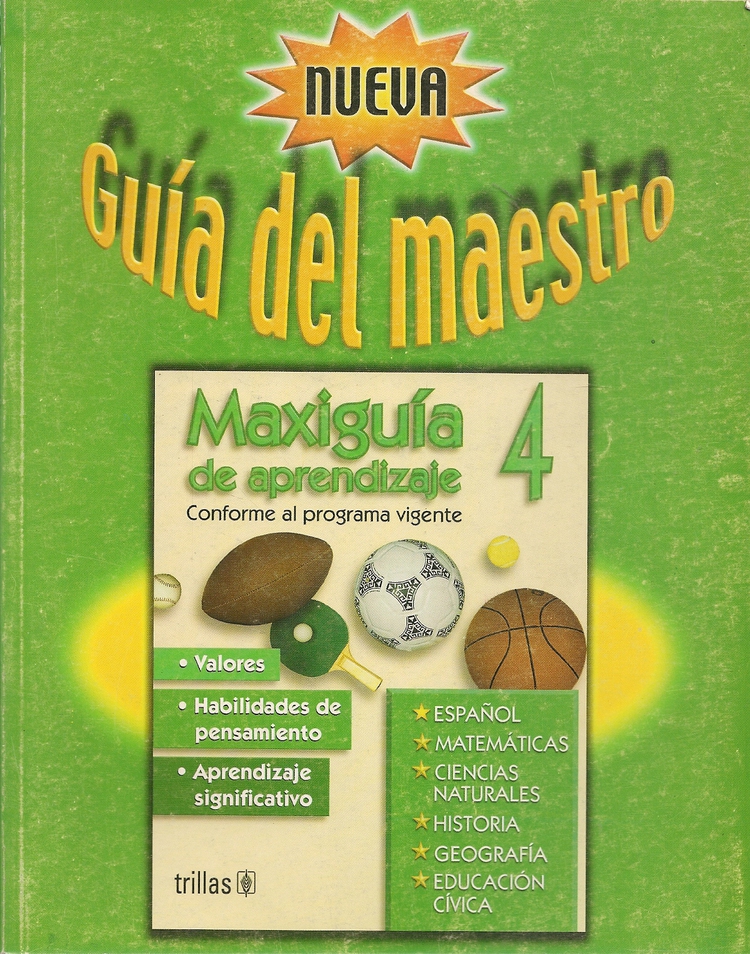 NUEVA
Guía del maestro
Maxiguía 4
de aprendizaje
Conforme al programa vigente
• Valores
• Habilidades de
pensamiento
• Aprendizaje
significativo
★ ESPAÑOL
★ MATEMÁTICAS
★ CIENCIAS
NATURALES
★ HISTORIA
★ GEOGRAFÍA
★ EDUCACIÓN
CÍVICA
trillas